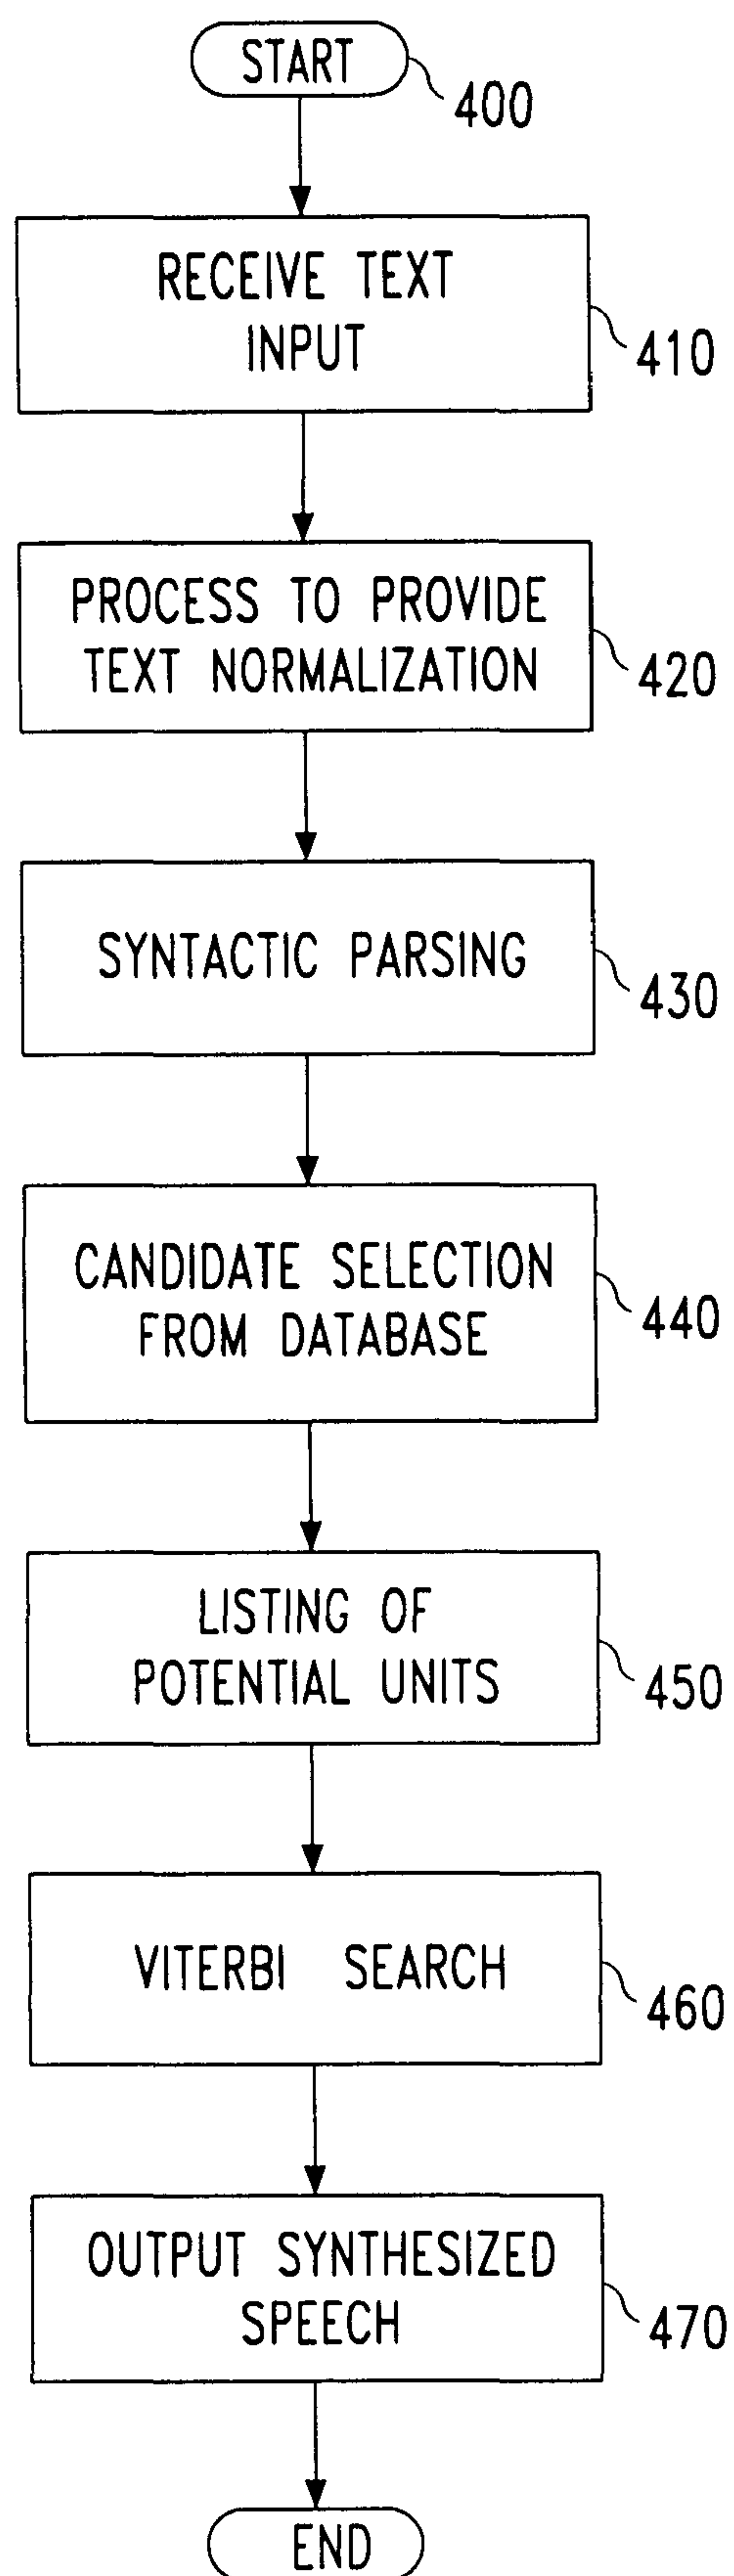 START
400
RECEIVE TEXT
INPUT
410
PROCESS TO PROVIDE
TEXT NORMALIZATION
420
SYNTACTIC PARSING
430
CANDIDATE SELECTION
FROM DATABASE
440
LISTING OF
POTENTIAL UNITS
450
VITERBI SEARCH
460
OUTPUT SYNTHESIZED
SPEECH
470
END